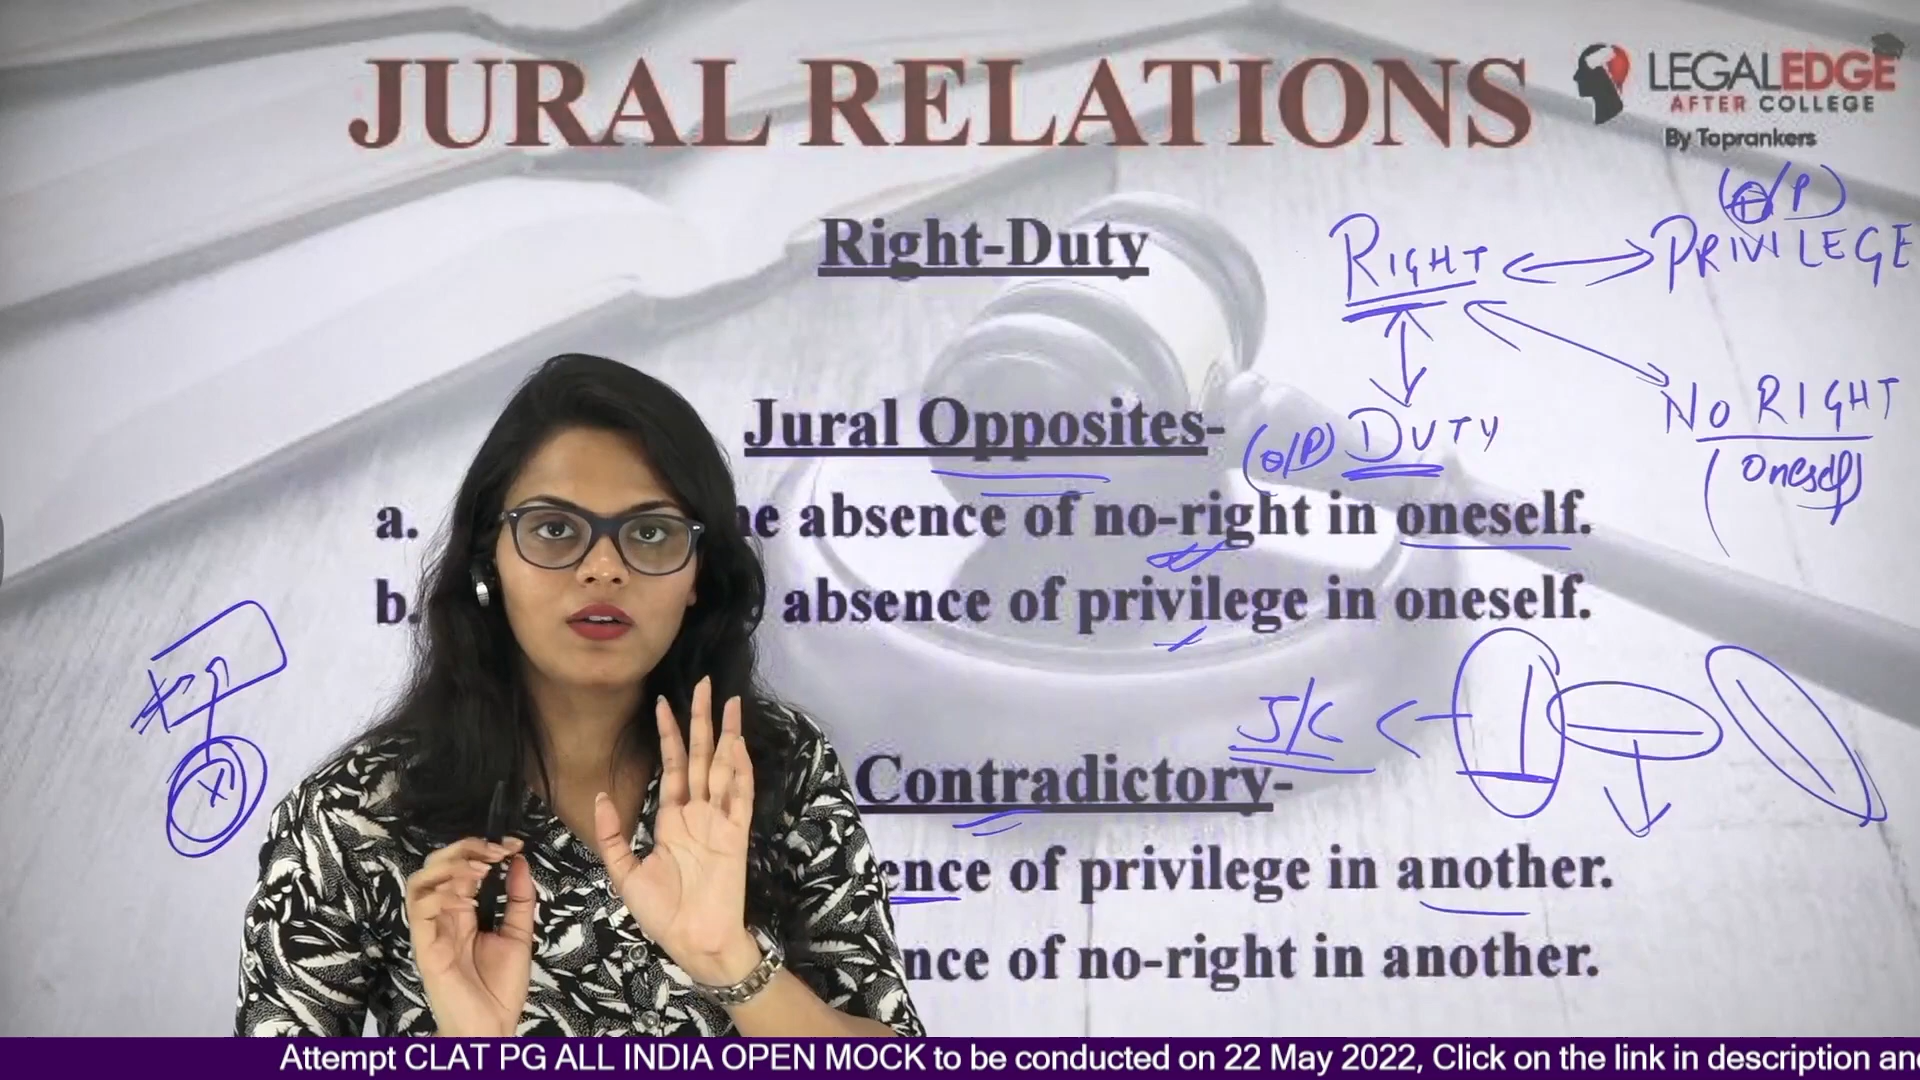 JURAL RELATIONS
LEGALEDGE
AFTER COLLEGE
By Toprankers
Right-Duty
RIGHT
PRIVILEGE
NO RIGHT
(oneself)
Jural Opposites-
DUTY
a. absence of no-right in oneself.
b. absence of privilege in oneself.
J/C
Contradictory-
of privilege in another.
of no-right in another.
Attempt CLAT PG ALL INDIA OPEN MOCK to be conducted on 22 May 2022, Click on the link in description